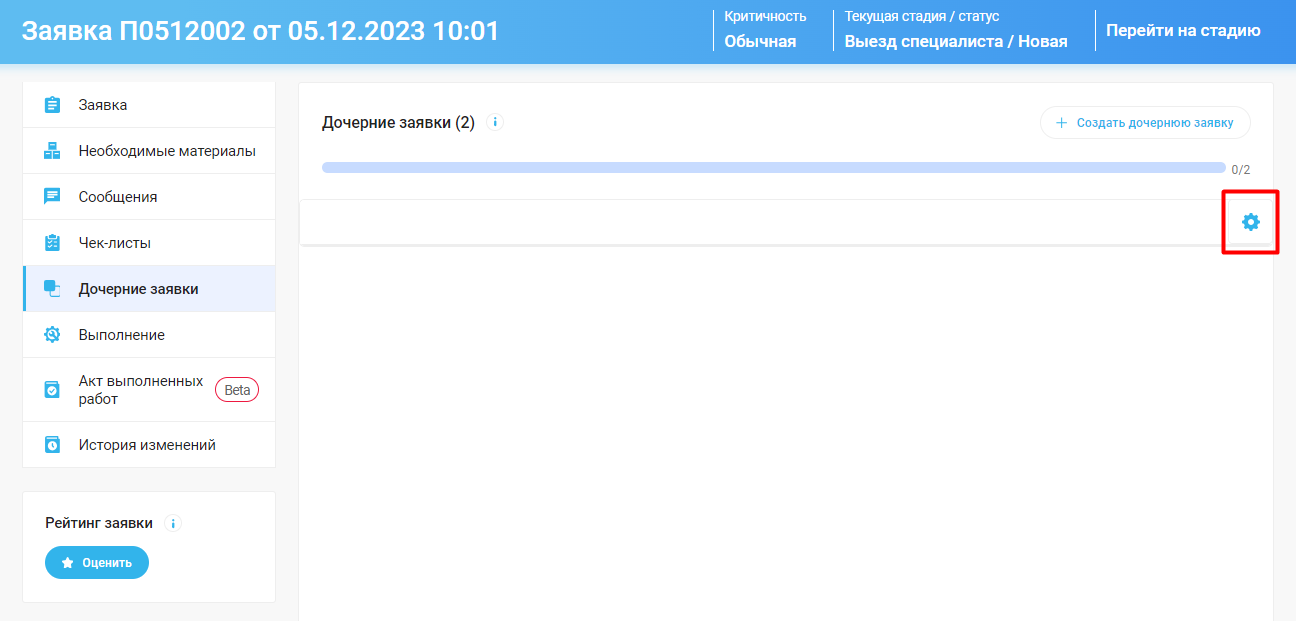 Заявка П0512002 от 05.12.2023 10:01
Критичность
Обычная
Текущая стадия / статус
Выезд специалиста / Новая
Перейти на стадию
Заявка
Необходимые материалы
Сообщения
Чек-листы
Дочерние заявки
Выполнение
Акт выполненных
работ
Beta
История изменений
Рейтинг заявки
Оценить
Дочерние заявки (2)
Создать дочернюю заявку
0/2